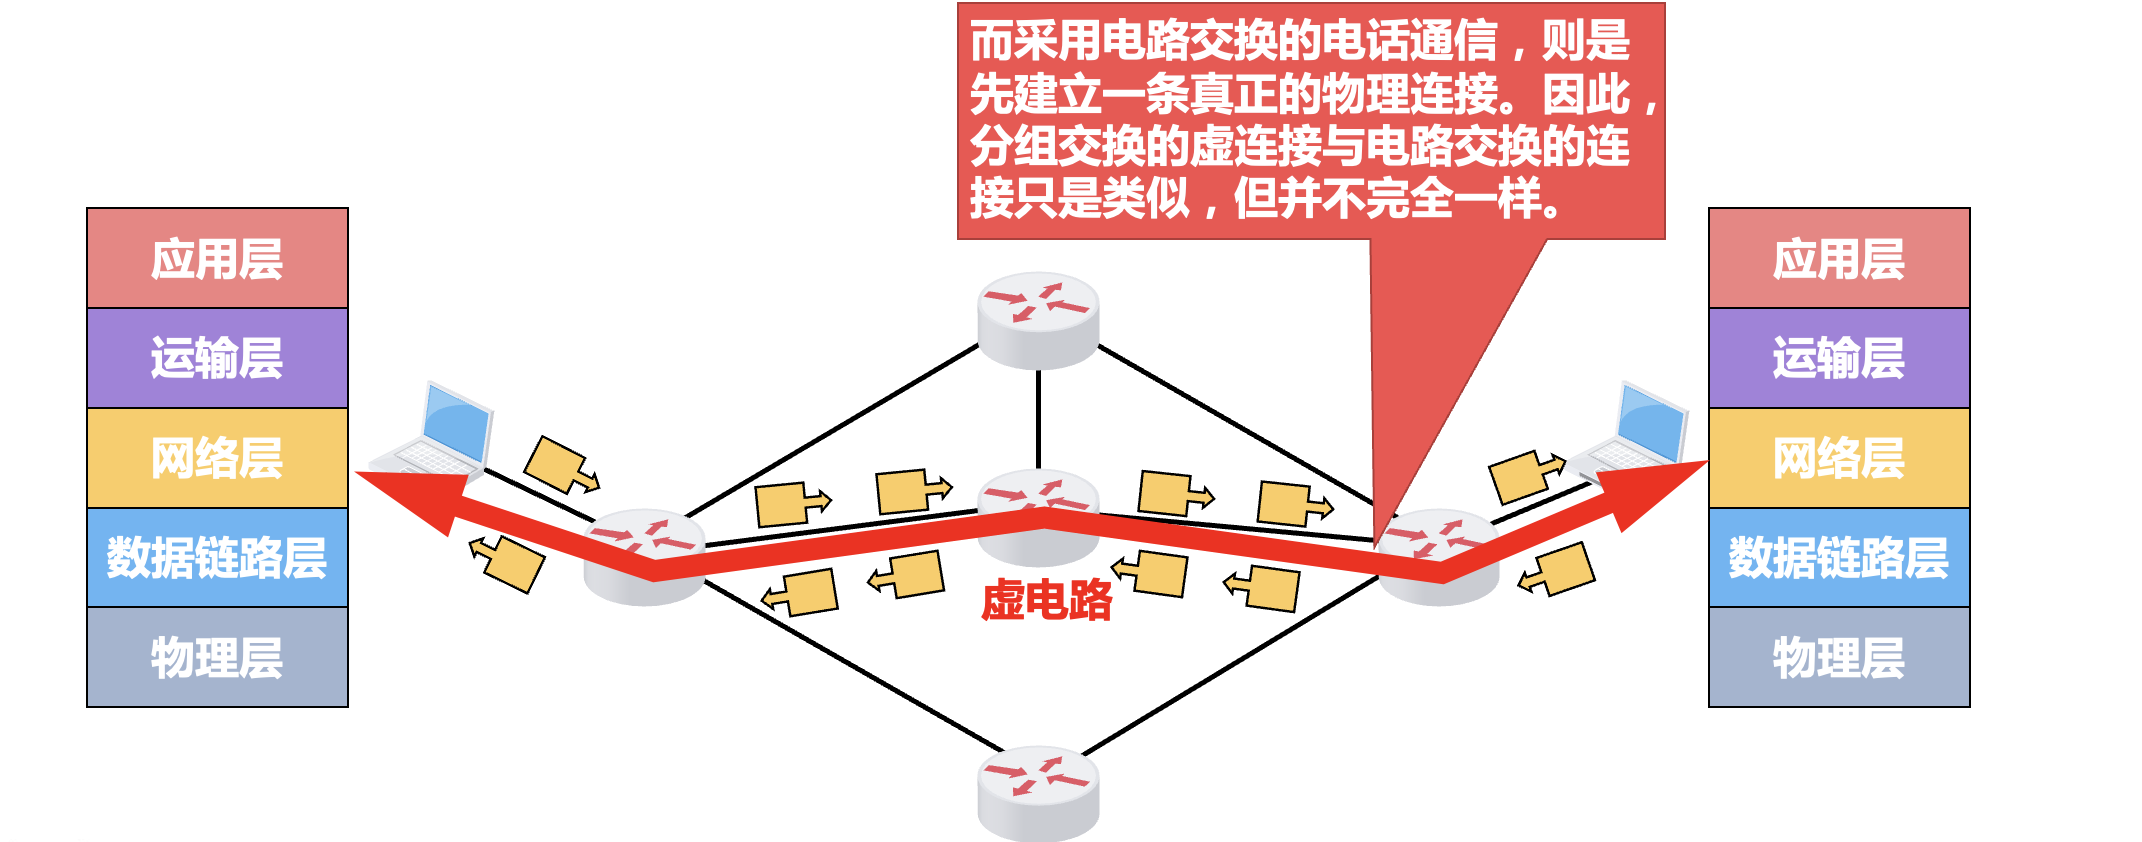 而采用电路交换的电话通信，则是
先建立一条真正的物理连接。因此，
分组交换的虚连接与电路交换的连
接只是类似，但并不完全一样。
应用层
运输层
网络层
数据链路层
物理层
虚电路
应用层
运输层
网络层
数据链路层
物理层